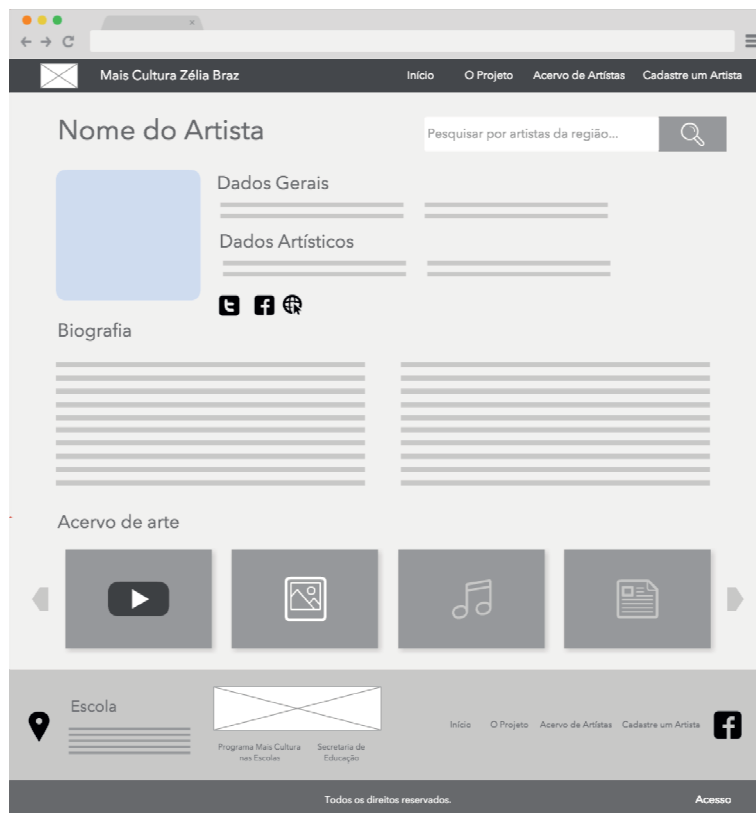 Mais Cultura Zélia Braz
Início O Projeto Acervo de Artistas Cadastre um Artista
Nome do Artista
Pesquisar por artistas da região...
Dados Gerais
Dados Artísticos
Biografia
Acervo de arte
Escola
Programa Mais Cultura
nas Escolas
Secretaria de
Educação
Início O Projeto Acervo de Artistas Cadastre um Artista
Todos os direitos reservados.
Acesso